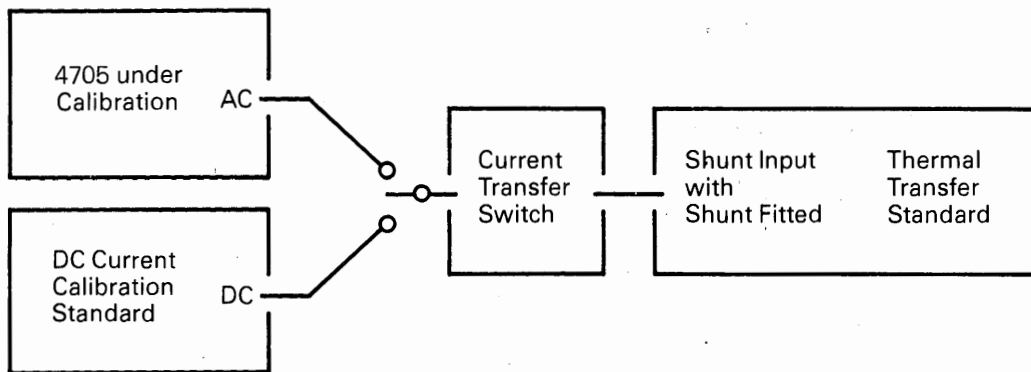 4705 under
Calibration
AC
Current
Transfer
Switch
Shunt Input
with
Shunt Fitted
Thermal
Transfer
Standard
DC Current
Calibration
Standard
DC